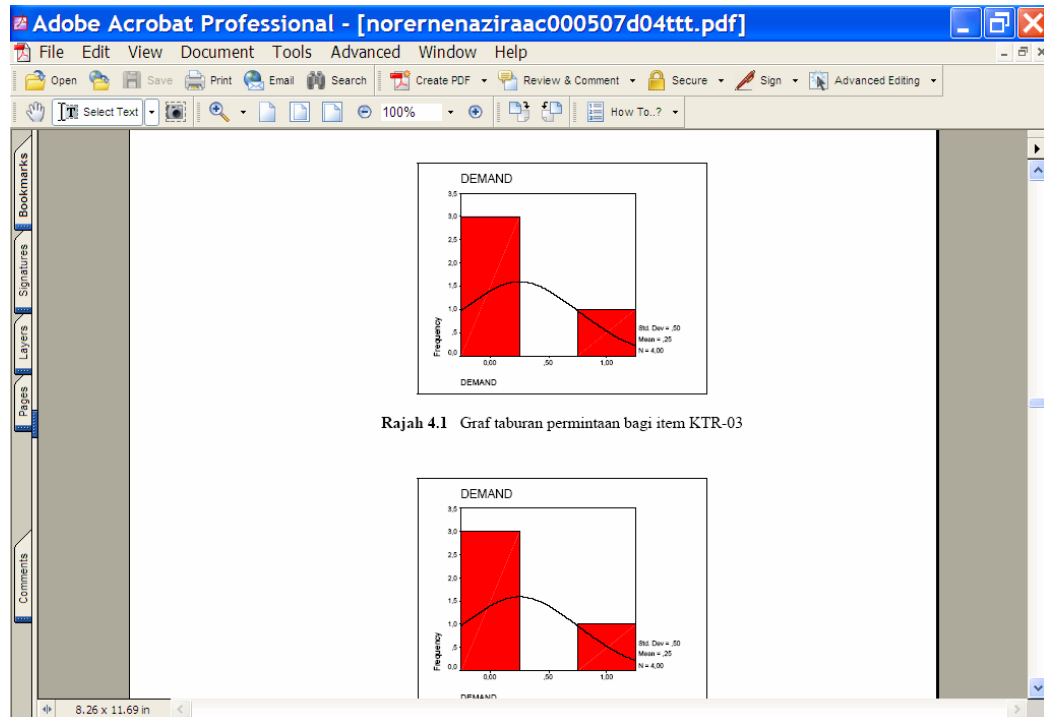 Adobe Acrobat Professional - [norernenaziraac000507d04ttt.pdf]
File Edit View Document Tools Advanced Window Help
Open Save Print Email Search Create PDF Review & Comment Secure Sign Advanced Editing
Select Text 100% How To..?
Bookmarks
Signatures
Layers
Pages
Comments
DEMAND
3,5
3,0
2,5
2,0
1,5
1,0
,5
0,0
Frequency
0,00 ,50 1,00
Std. Dev = ,50
Mean = ,25
N = 4,00
DEMAND
Rajah 4.1 Graf taburan permintaan bagi item KTR-03
DEMAND
3,5
3,0
2,5
2,0
1,5
1,0
,5
0,0
Frequency
0,00 ,50 1,00
Std. Dev = ,50
Mean = ,25
N = 4,00
DEMAND
8.26 x 11.69 in